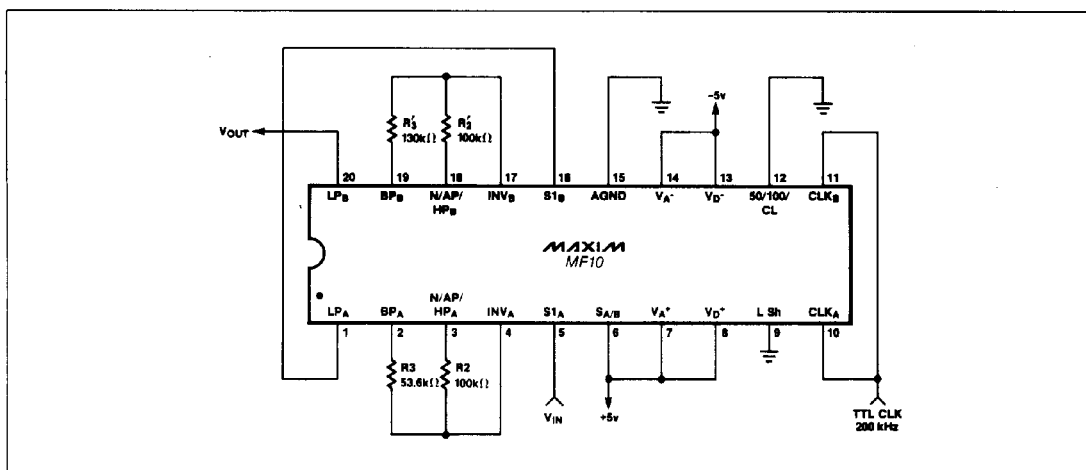 -5v
R'3
130kΩ
R'2
100kΩ
VOUT
20 19 18 17 18 15 14 13 12 11
LPB BPB N/AP/ HPB INVB S1B AGND VA- VD- 50/100/ CL CLKB
MAXIM
MF10
LPA BPA N/AP/ HPA INVA S1A SA/B VA+ VD+ L Sh CLKA
1 2 3 4 5 6 7 8 9 10
R3
53.6kΩ
R2
100kΩ
VIN
+5v
TTL CLK
200 kHz